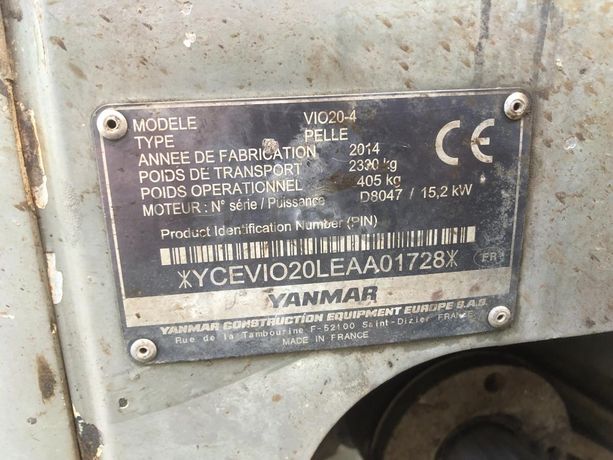 MODELE VIO20-4
TYPE PELLE
ANNEE DE FABRICATION 2014
POIDS DE TRANSPORT kg
POIDS OPERATIONNEL 405 kg
MOTEUR : N° série / Puissance D8047 / 15,2 kW
CE
Product Identification Number (PIN)
*YCEVIO20LEAA01728*
FR
YANMAR
YANMAR CONSTRUCTION EQUIPMENT EUROPE S.A.S.
Rue de la Tambourine F-52100 Saint-Dizier FRANCE
MADE IN FRANCE